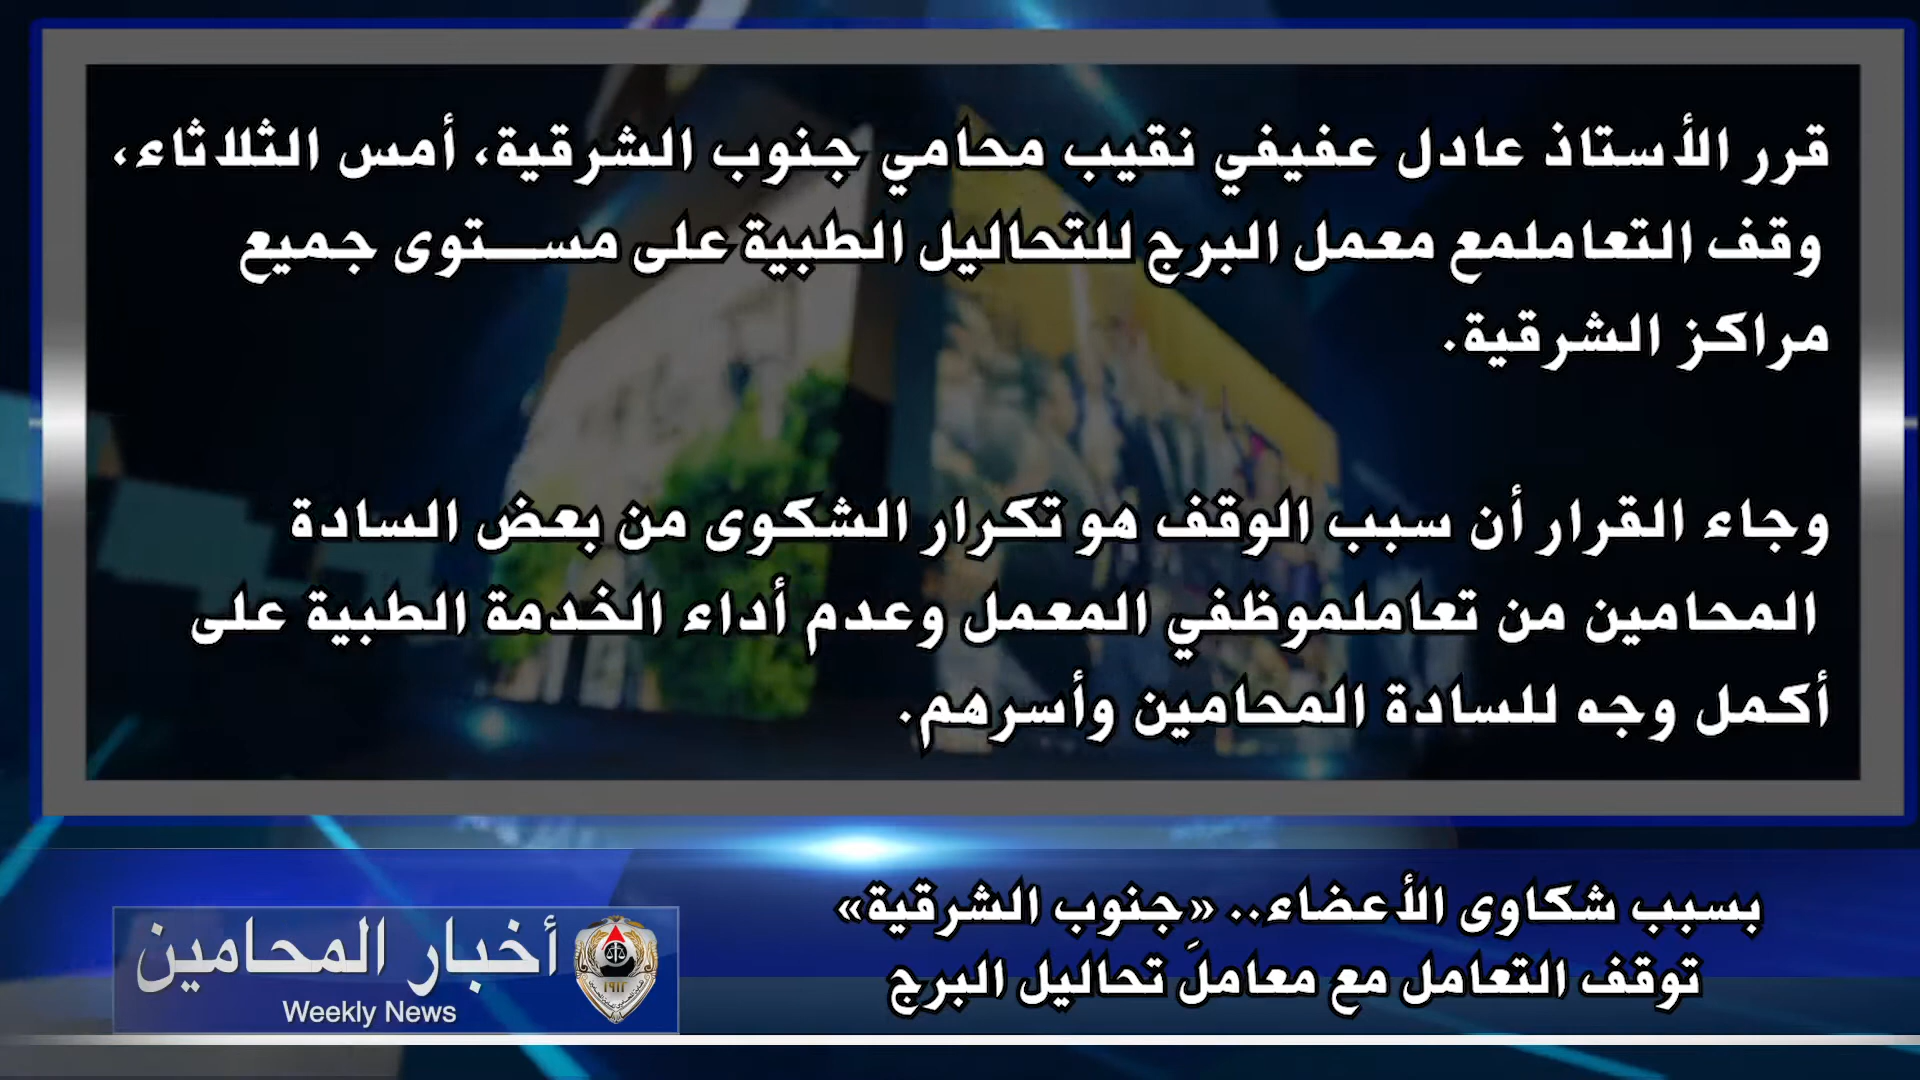 قرر الأستاذ عادل عفيفي نقيب محامي جنوب الشرقية، أمس الثلاثاء،
وقف التعاملمع معمل البرج للتحاليل الطبية على مســـتوى جميع
مراكز الشرقية.
وجاء القرار أن سبب الوقف هو تكرار الشكوى من بعض السادة
المحامين من تعاملموظفي المعمل وعدم أداء الخدمة الطبية على
أكمل وجه للسادة المحامين وأسرهم.
بسبب شكاوى الأعضاء.. «جنوب الشرقية»
توقف التعامل مع معاملَ تحاليل البرج
أخبار المحامين
Weekly News
١٩١٢